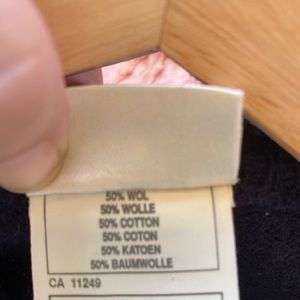 50% WOL
50% WOLLE
50% COTTON
50% COTON
50% KATOEN
50% BAUMWOLLE
CA 11249